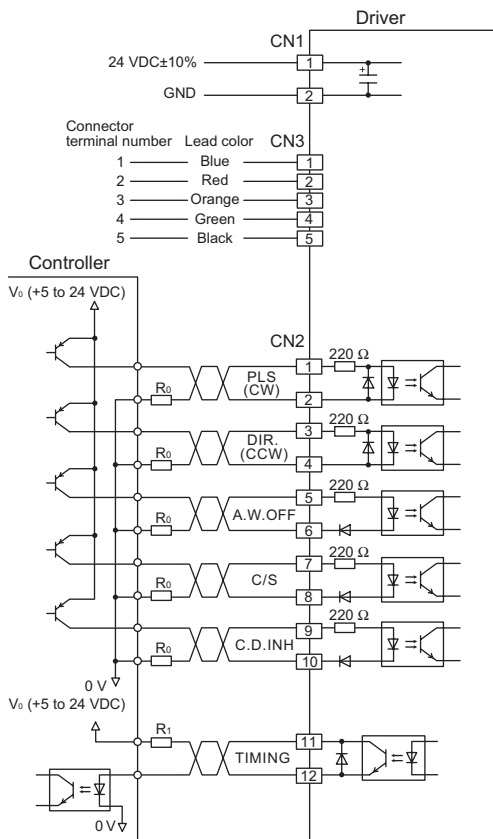 Driver
CN1
24 VDC±10%
1
GND
2
Connector
terminal number
Lead color
CN3
1 Blue 1
2 Red 2
3 Orange 3
4 Green 4
5 Black 5
Controller
V0 (+5 to 24 VDC)
CN2
1
220 Ω
R0
PLS
(CW)
2
3
220 Ω
R0
DIR.
(CCW)
4
5
220 Ω
R0
A.W.OFF
6
7
220 Ω
R0
C/S
8
9
220 Ω
R0
C.D.INH
10
0 V
V0 (+5 to 24 VDC)
R1
11
TIMING
12
0 V